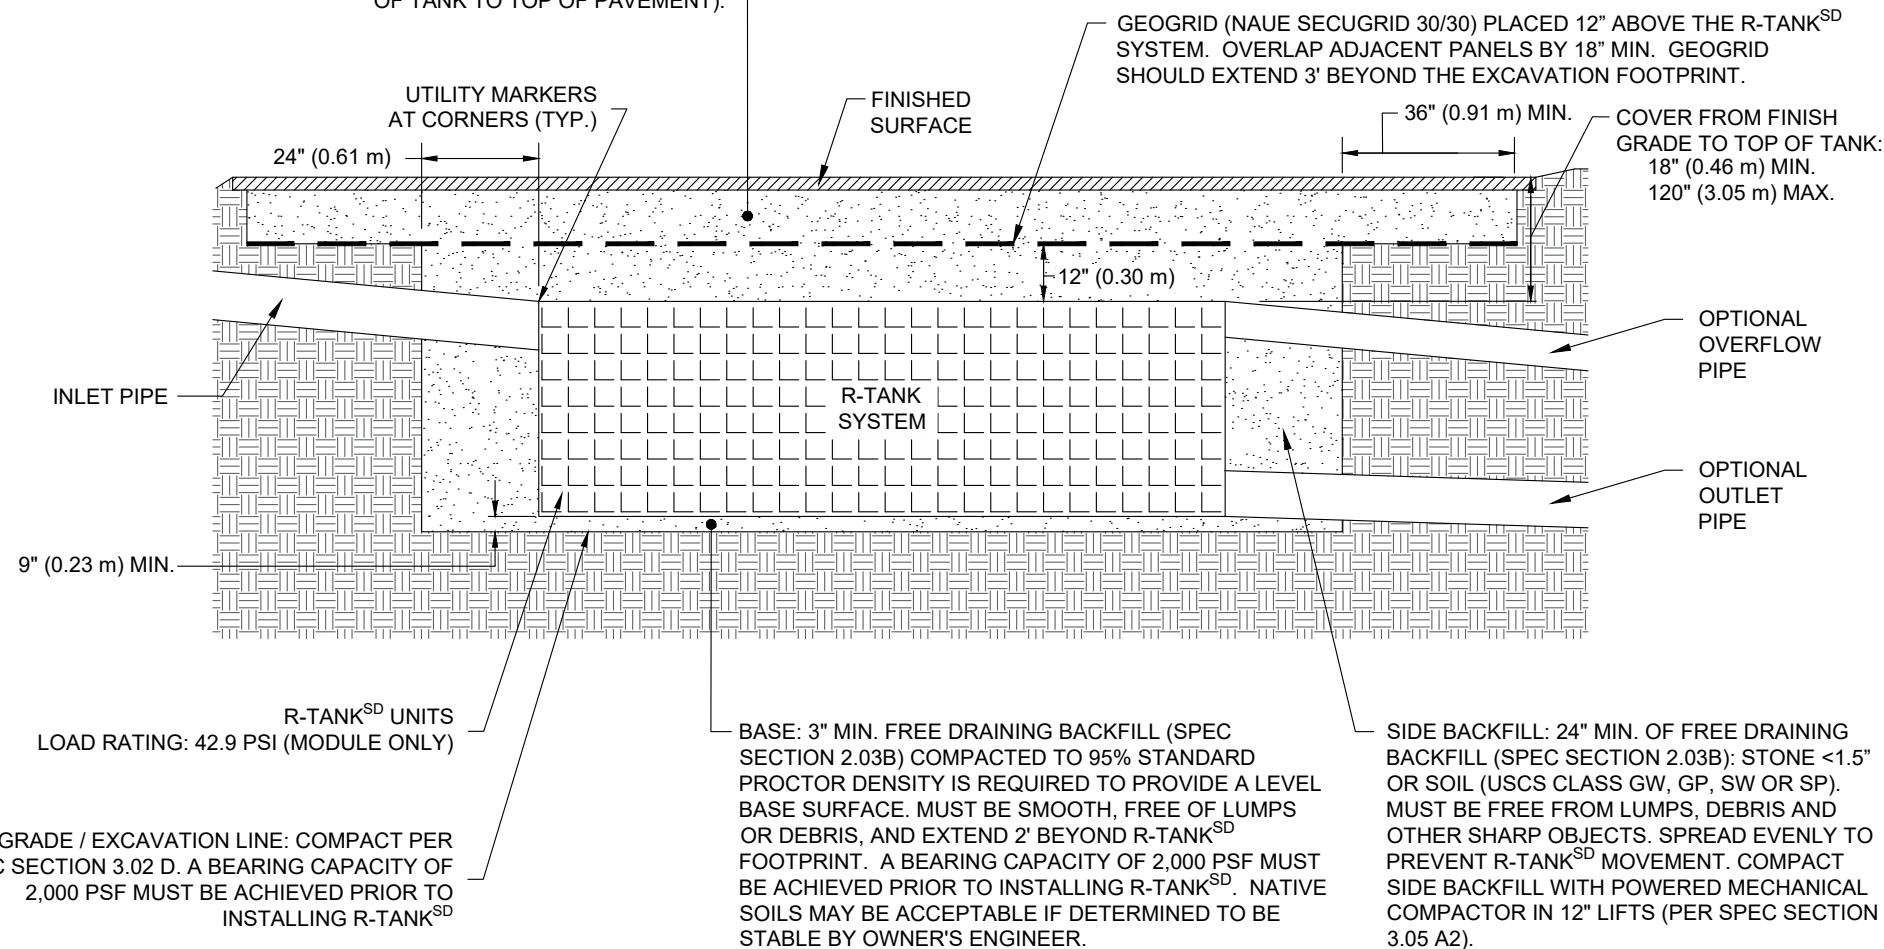 OF TANK TO TOP OF PAVEMENT).
GEOGRID (NAUE SECUGRID 30/30) PLACED 12” ABOVE THE R-TANKSD
SYSTEM. OVERLAP ADJACENT PANELS BY 18” MIN. GEOGRID
SHOULD EXTEND 3' BEYOND THE EXCAVATION FOOTPRINT.
UTILITY MARKERS
AT CORNERS (TYP.)
FINISHED
SURFACE
36" (0.91 m) MIN.
COVER FROM FINISH
GRADE TO TOP OF TANK:
18" (0.46 m) MIN.
120" (3.05 m) MAX.
24" (0.61 m)
12" (0.30 m)
OPTIONAL
OVERFLOW
PIPE
INLET PIPE
R-TANK
SYSTEM
OPTIONAL
OUTLET
PIPE
9" (0.23 m) MIN.
R-TANKSD UNITS
LOAD RATING: 42.9 PSI (MODULE ONLY)
GRADE / EXCAVATION LINE: COMPACT PER
SECTION 3.02 D. A BEARING CAPACITY OF
2,000 PSF MUST BE ACHIEVED PRIOR TO
INSTALLING R-TANKSD
BASE: 3" MIN. FREE DRAINING BACKFILL (SPEC
SECTION 2.03B) COMPACTED TO 95% STANDARD
PROCTOR DENSITY IS REQUIRED TO PROVIDE A LEVEL
BASE SURFACE. MUST BE SMOOTH, FREE OF LUMPS
OR DEBRIS, AND EXTEND 2' BEYOND R-TANKSD
FOOTPRINT. A BEARING CAPACITY OF 2,000 PSF MUST
BE ACHIEVED PRIOR TO INSTALLING R-TANKSD. NATIVE
SOILS MAY BE ACCEPTABLE IF DETERMINED TO BE
STABLE BY OWNER'S ENGINEER.
SIDE BACKFILL: 24" MIN. OF FREE DRAINING
BACKFILL (SPEC SECTION 2.03B): STONE <1.5”
OR SOIL (USCS CLASS GW, GP, SW OR SP).
MUST BE FREE FROM LUMPS, DEBRIS AND
OTHER SHARP OBJECTS. SPREAD EVENLY TO
PREVENT R-TANKSD MOVEMENT. COMPACT
SIDE BACKFILL WITH POWERED MECHANICAL
COMPACTOR IN 12" LIFTS (PER SPEC SECTION
3.05 A2).